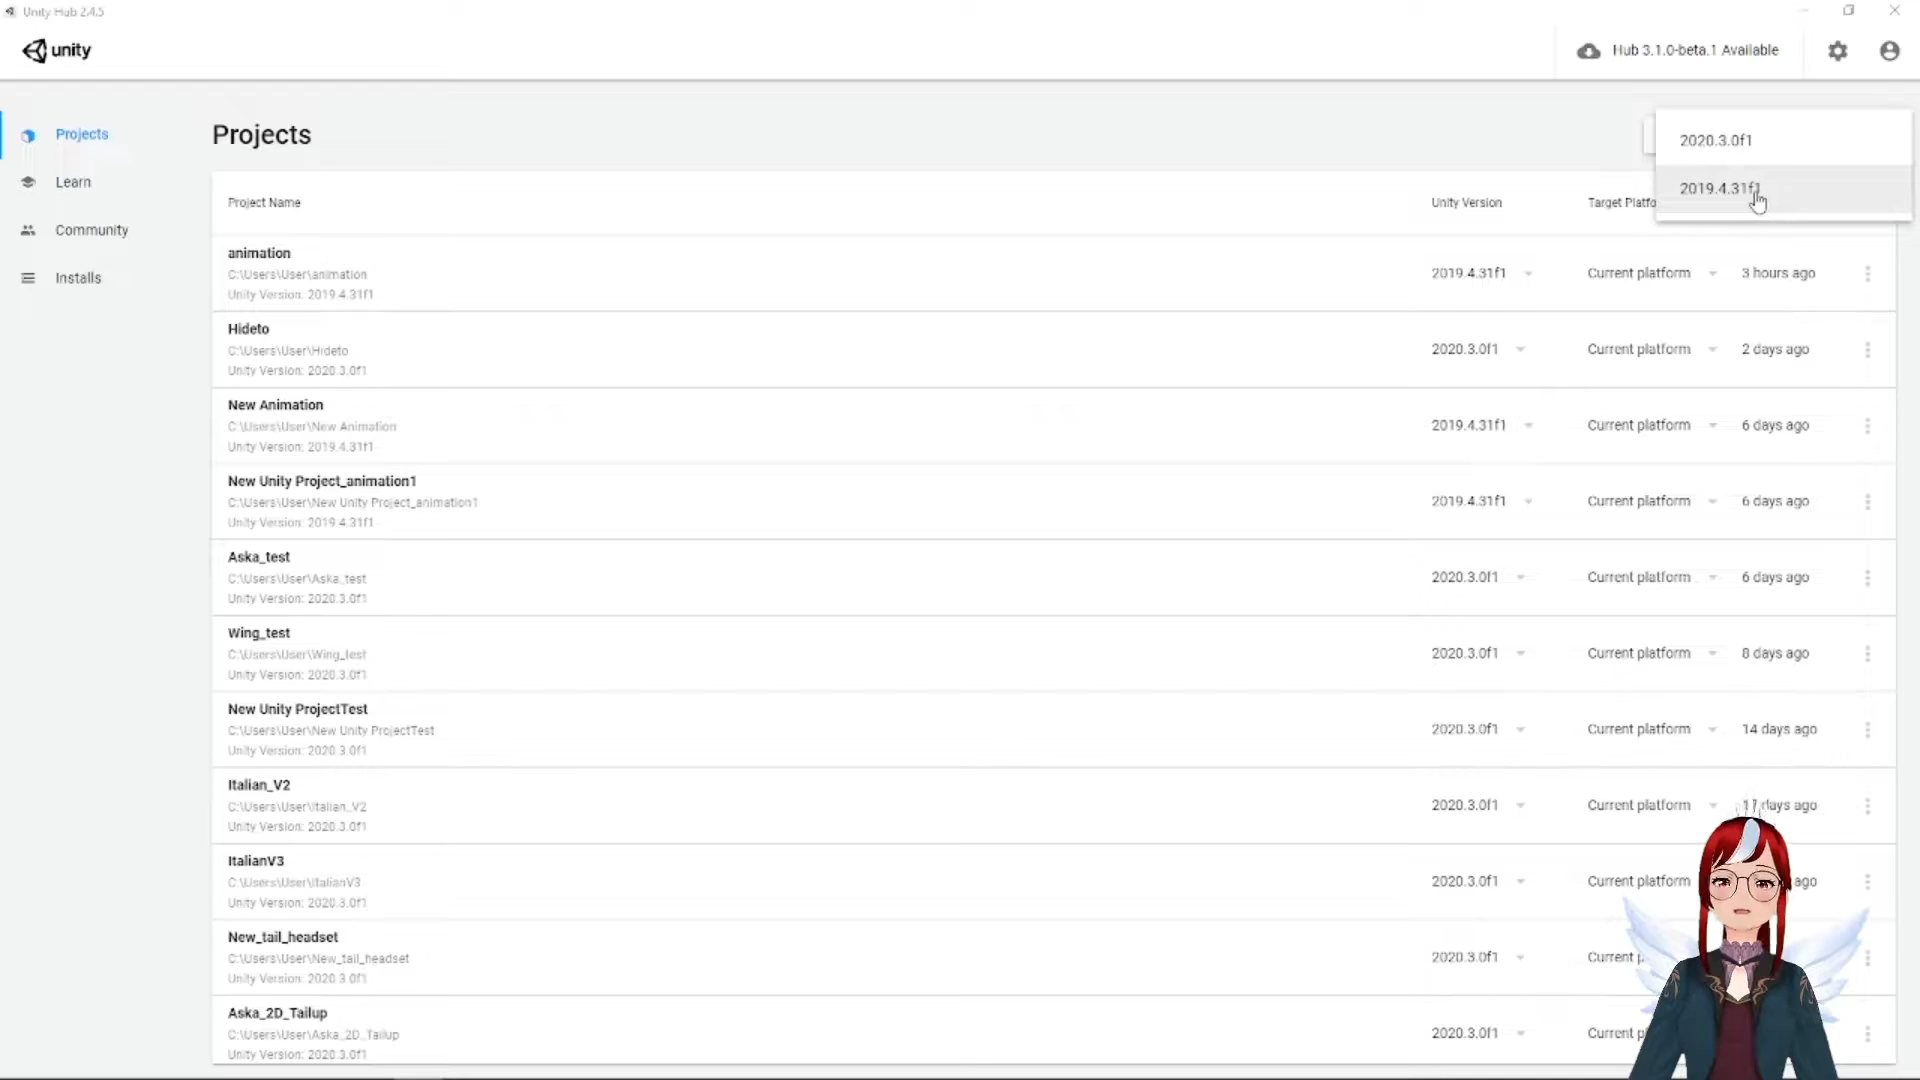 Unity Hub 2.4.5
unity
Hub 3.1.0-beta.1 Available
Projects
Learn
Community
Installs
Projects
2020.3.0f1
2019.4.31f1
Project Name
Unity Version
Target Platfo
animation
C:\Users\User\animation
Unity Version: 2019.4.31f1
2019.4.31f1
Current platform
3 hours ago
Hideto
C:\Users\User\Hideto
Unity Version: 2020.3.0f1
2020.3.0f1
Current platform
2 days ago
New Animation
C:\Users\User\New Animation
Unity Version: 2019.4.31f1
2019.4.31f1
Current platform
6 days ago
New Unity Project_animation1
C:\Users\User\New Unity Project_animation1
Unity Version: 2019.4.31f1
2019.4.31f1
Current platform
6 days ago
Aska_test
C:\Users\User\Aska_test
Unity Version: 2020.3.0f1
2020.3.0f1
Current platform
6 days ago
Wing_test
C:\Users\User\Wing_test
Unity Version: 2020.3.0f1
2020.3.0f1
Current platform
8 days ago
New Unity ProjectTest
C:\Users\User\New Unity ProjectTest
Unity Version: 2020.3.0f1
2020.3.0f1
Current platform
14 days ago
Italian_V2
C:\Users\User\Italian_V2
Unity Version: 2020.3.0f1
2020.3.0f1
Current platform
days ago
ItalianV3
C:\Users\User\ItalianV3
Unity Version: 2020.3.0f1
2020.3.0f1
Current platform
ago
New_tail_headset
C:\Users\User\New_tail_headset
Unity Version: 2020.3.0f1
2020.3.0f1
Current p
Aska_2D_Tailup
C:\Users\User\Aska_2D_Tailup
Unity Version: 2020.3.0f1
2020.3.0f1
Current p